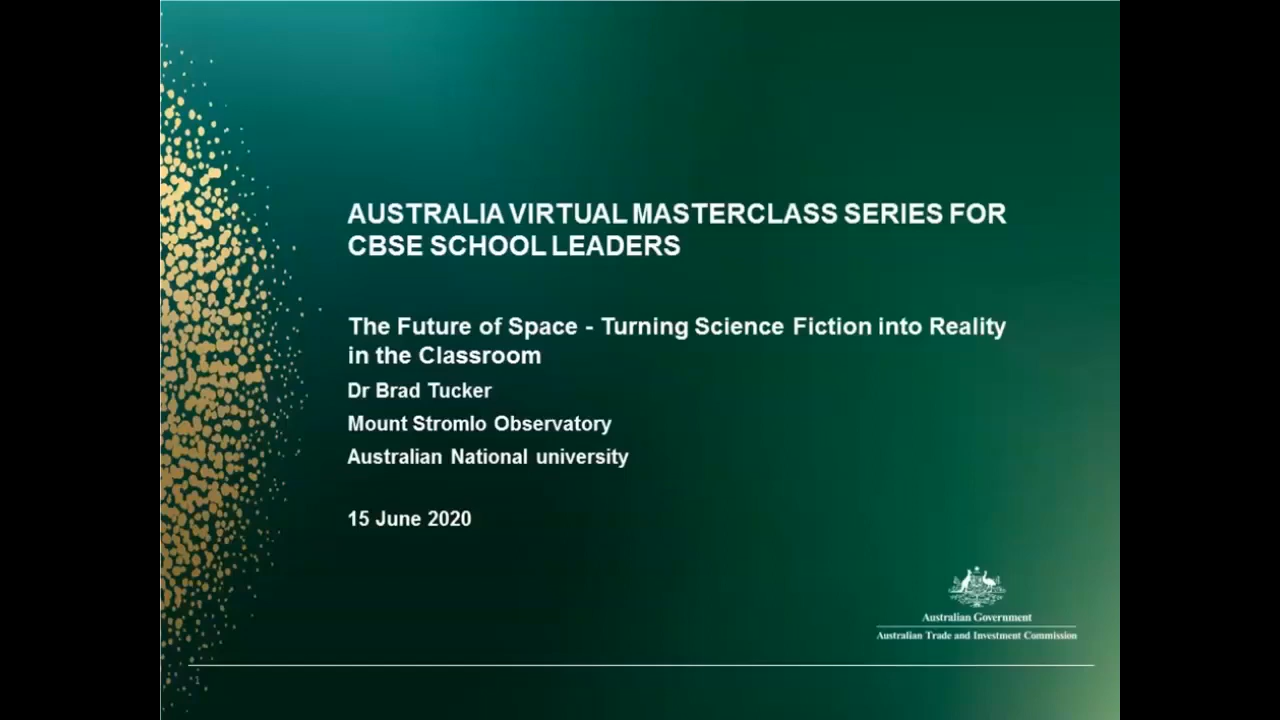 AUSTRALIA VIRTUAL MASTERCLASS SERIES FOR
CBSE SCHOOL LEADERS
The Future of Space - Turning Science Fiction into Reality
in the Classroom
Dr Brad Tucker
Mount Stromlo Observatory
Australian National university
15 June 2020
Australian Government
Australian Trade and Investment Commission